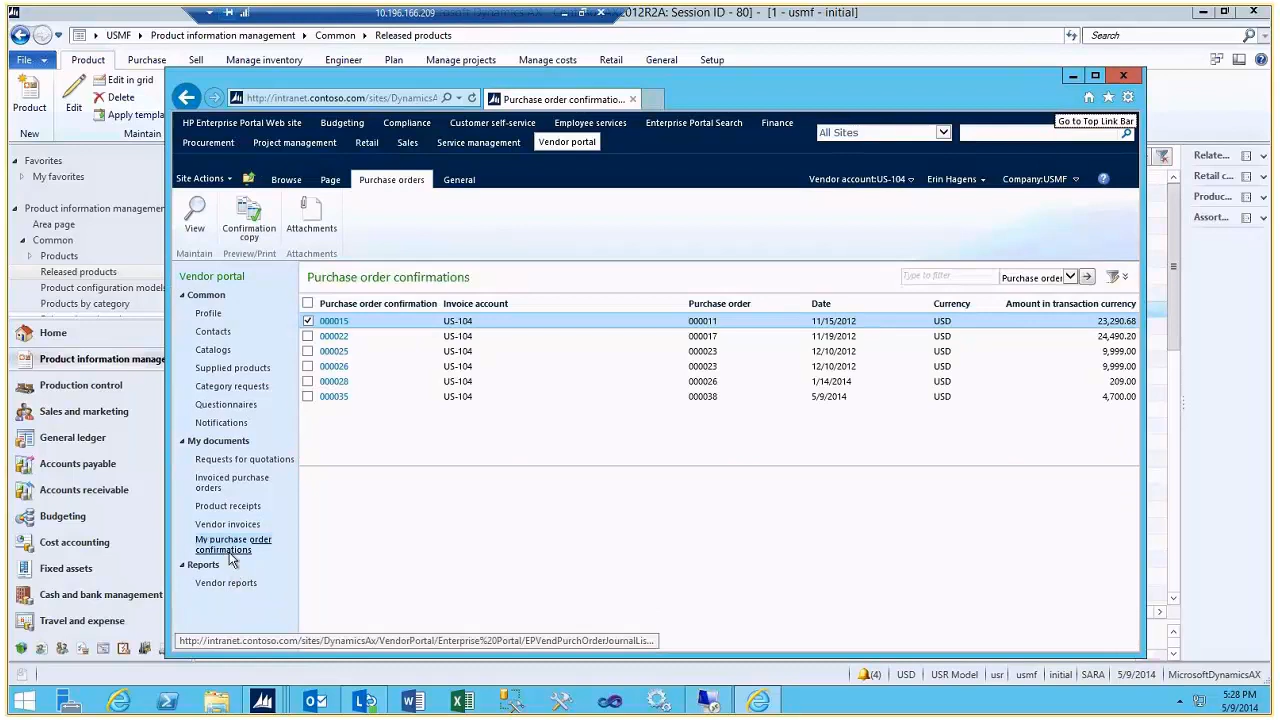 10.196.166.209
Microsoft Dynamics AX
2012R2A: Session ID - 80] - [1 - usmf - initial]
USMF
Product information management
Common
Released products
Search
File
Product
Purchase
Sell
Manage inventory
Engineer
Plan
Manage projects
Manage costs
Retail
General
Setup
Product
Edit
Edit in grid
Delete
Apply templa
New
Maintain
Favorites
My favorites
Product information managemen
Area page
Common
Products
Released products
Product configuration models
Products by category
Home
Product information manage
Production control
Sales and marketing
General ledger
Accounts payable
Accounts receivable
Budgeting
Cost accounting
Fixed assets
Cash and bank management
Travel and expense
http://intranet.contoso.com/sites/DynamicsA
Purchase order confirmatio...
HP Enterprise Portal Web site
Budgeting
Compliance
Customer self-service
Employee services
Enterprise Portal Search
Finance
Procurement
Project management
Retail
Sales
Service management
Vendor portal
All Sites
Go to Top Link Bar
Site Actions
Browse
Page
Purchase orders
General
Vendor account:US-104
Erin Hagens
Company:USMF
View
Confirmation
copy
Attachments
Maintain
Preview/Print
Attachments
Vendor portal
Common
Profile
Contacts
Catalogs
Supplied products
Category requests
Questionnaires
Notifications
My documents
Requests for quotations
Invoiced purchase
orders
Product receipts
Vendor invoices
My purchase order
confirmations
Reports
Vendor reports
Purchase order confirmations
Type to filter
Purchase order
Purchase order confirmation Invoice account Purchase order Date Currency Amount in transaction currency
000015 US-104 000011 11/15/2012 USD 23,290.68
000022 US-104 000017 11/19/2012 USD 24,490.20
000025 US-104 000023 12/10/2012 USD 9,999.00
000026 US-104 000023 12/10/2012 USD 9,999.00
000028 US-104 000026 1/14/2014 USD 209.00
000035 US-104 000038 5/9/2014 USD 4,700.00
Relate...
Retail c...
Produc...
Assort...
http://intranet.contoso.com/sites/DynamicsAx/VendorPortal/Enterprise%20Portal/EPVendPurchOrderJournalLis...
(4)
USD
USR Model
usr
usmf
initial
SARA
5/9/2014
MicrosoftDynamicsAX
5:28 PM
5/9/2014